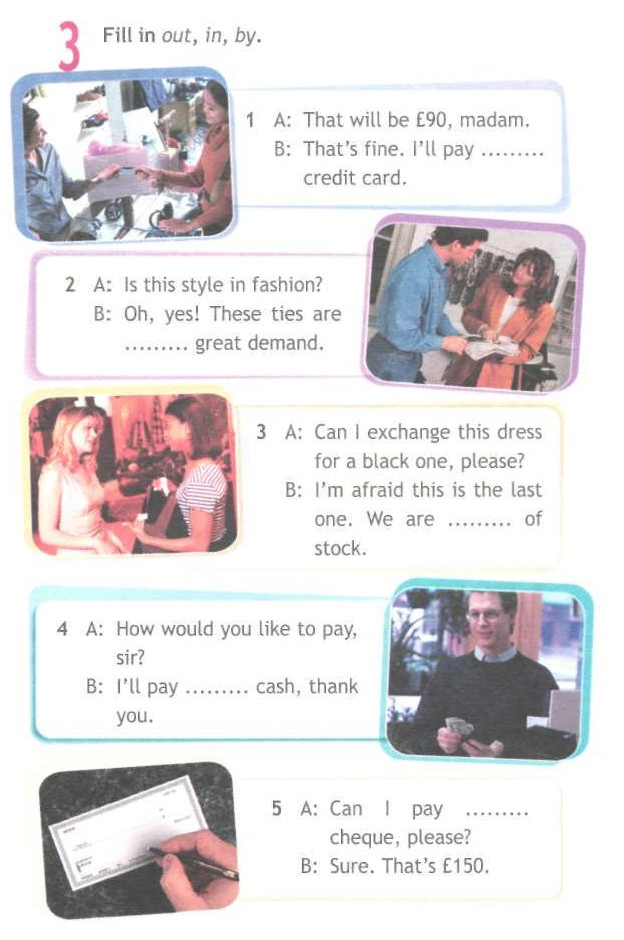 3 Fill in out, in, by.
1 A: That will be £90, madam.
B: That's fine. I'll pay .........
credit card.
2 A: Is this style in fashion?
B: Oh, yes! These ties are
......... great demand.
3 A: Can I exchange this dress
for a black one, please?
B: I'm afraid this is the last
one. We are ......... of
stock.
4 A: How would you like to pay,
sir?
B: I'll pay ......... cash, thank
you.
5 A: Can I pay .........
cheque, please?
B: Sure. That's £150.